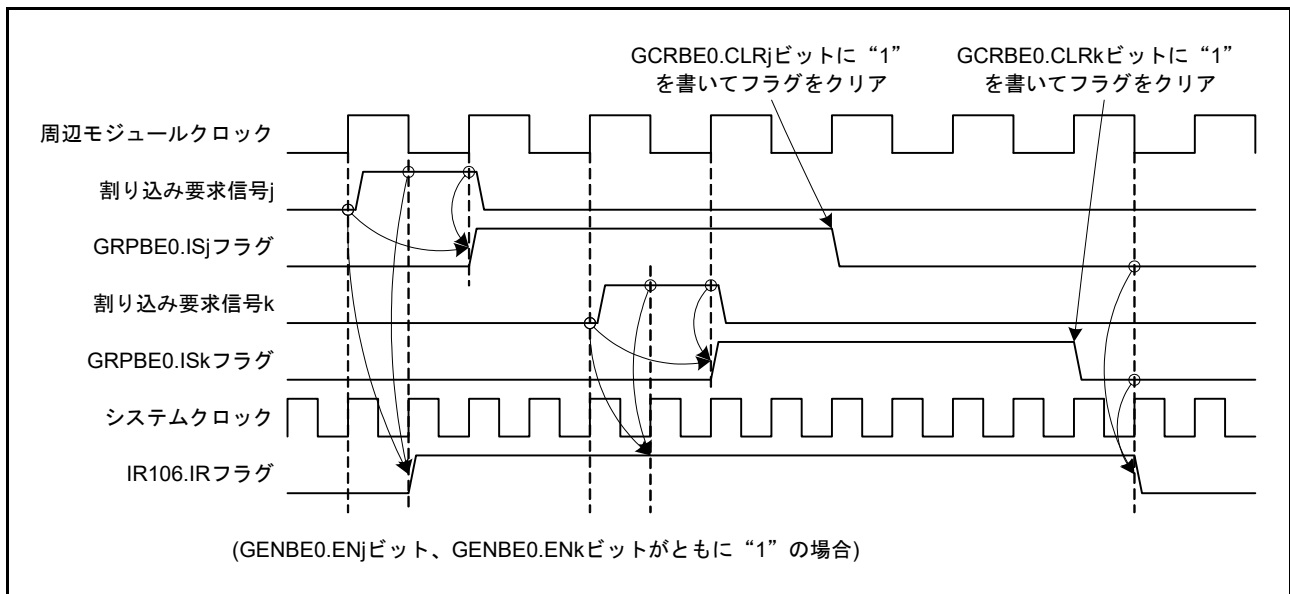 GCRBE0.CLRjビットに“1”
を書いてフラグをクリア
GCRBE0.CLRkビットに“1”
を書いてフラグをクリア
周辺モジュールクロック
割り込み要求信号j
GRPBE0.ISjフラグ
割り込み要求信号k
GRPBE0.ISkフラグ
システムクロック
IR106.IRフラグ
(GENBE0.ENjビット、GENBE0.ENkビットがともに“1”の場合)